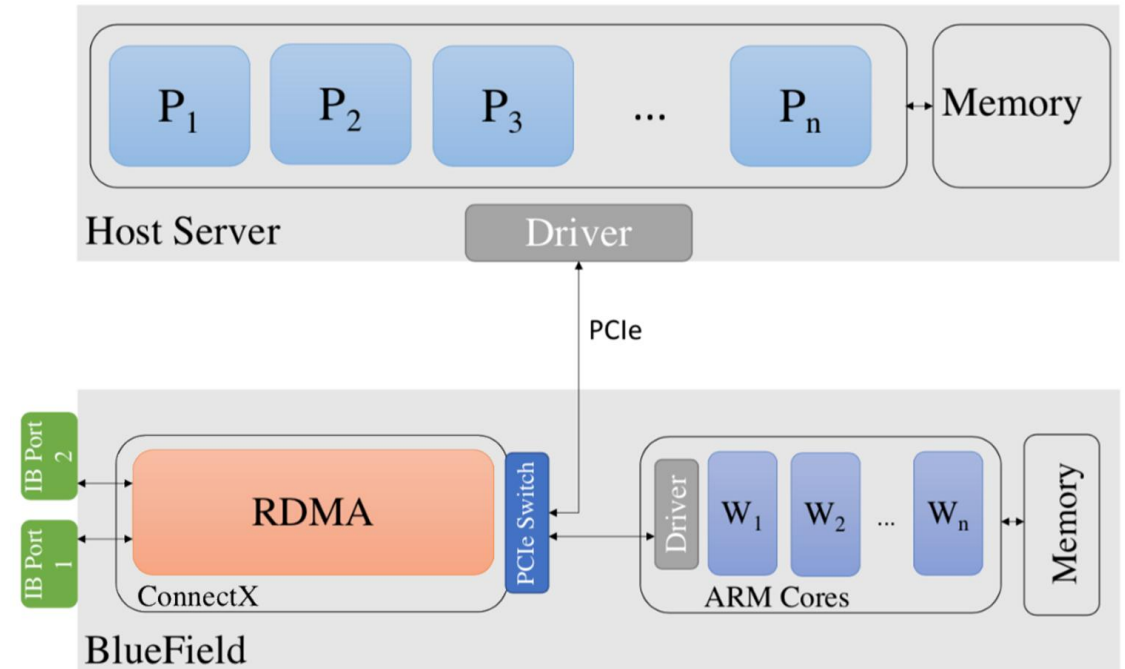 P1 P2 P3 ... Pn
Memory
Host Server
Driver
PCIe
IB Port 2
IB Port 1
RDMA
ConnectX
PCIe Switch
Driver
W1 W2 ... Wn
ARM Cores
Memory
BlueField